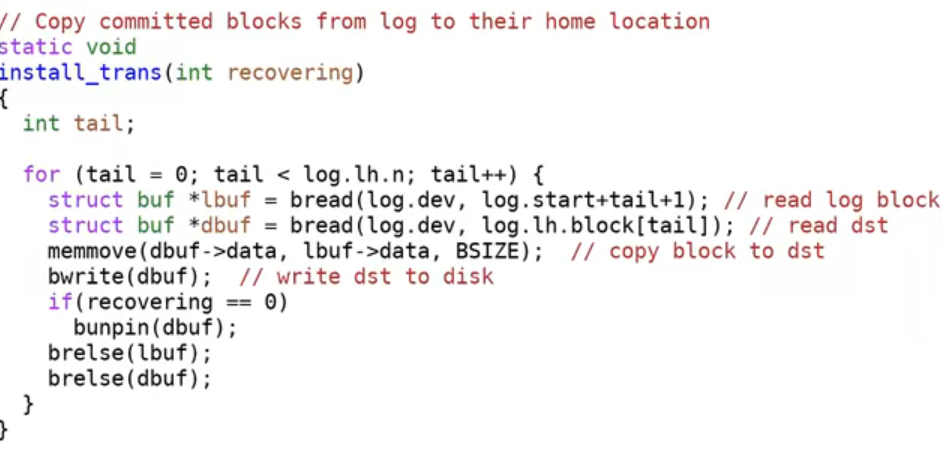 // Copy committed blocks from log to their home location
static void
install_trans(int recovering)
{
  int tail;

  for (tail = 0; tail < log.lh.n; tail++) {
    struct buf *lbuf = bread(log.dev, log.start+tail+1); // read log block
    struct buf *dbuf = bread(log.dev, log.lh.block[tail]); // read dst
    memmove(dbuf->data, lbuf->data, BSIZE);  // copy block to dst
    bwrite(dbuf);  // write dst to disk
    if(recovering == 0)
      bunpin(dbuf);
    brelse(lbuf);
    brelse(dbuf);
  }
}